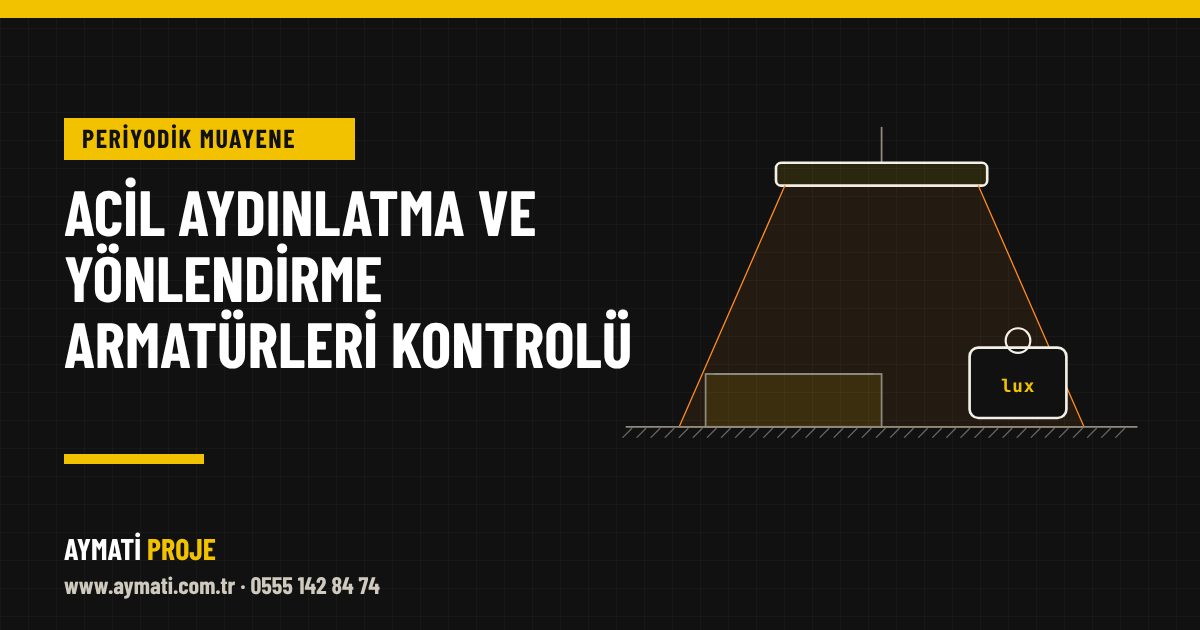 PERİYODİK MUAYENE
ACİL AYDINLATMA VE
YÖNLENDİRME
ARMATÜRLERİ KONTROLÜ
lux
AYMATİ PROJE
www.aymati.com.tr · 0555 142 84 74